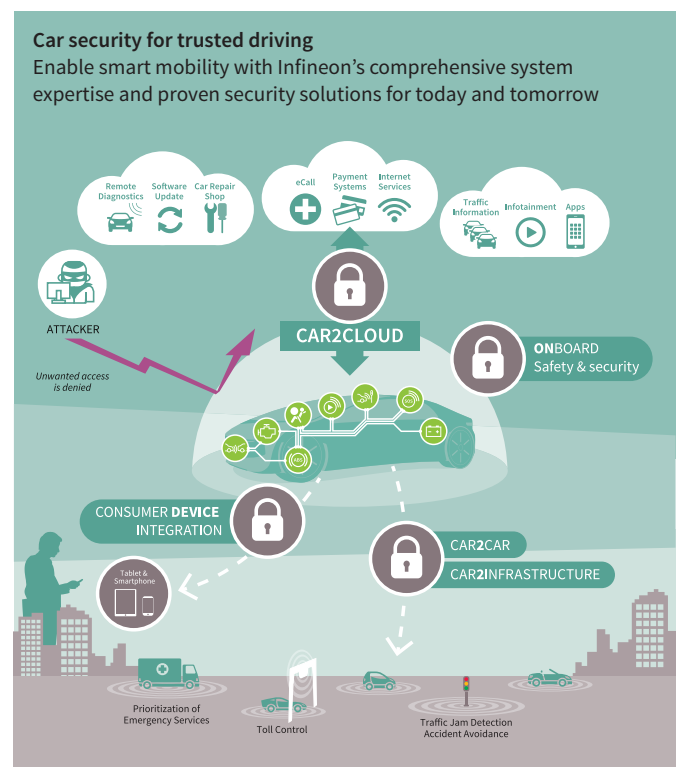 Car security for trusted driving
Enable smart mobility with Infineon's comprehensive system
expertise and proven security solutions for today and tomorrow
Remote
Diagnostics
Software
Update
Car Repair
Shop
eCall
Payment
Systems
Internet
Services
Traffic
Information
Infotainment
Apps
ATTACKER
Unwanted access
is denied
CAR2CLOUD
ONBOARD
Safety & security
SOS
APS
CONSUMER DEVICE
INTEGRATION
CAR2CAR
CAR2INFRASTRUCTURE
Tablet &
Smartphone
Prioritization of
Emergency Services
Toll Control
Traffic Jam Detection
Accident Avoidance